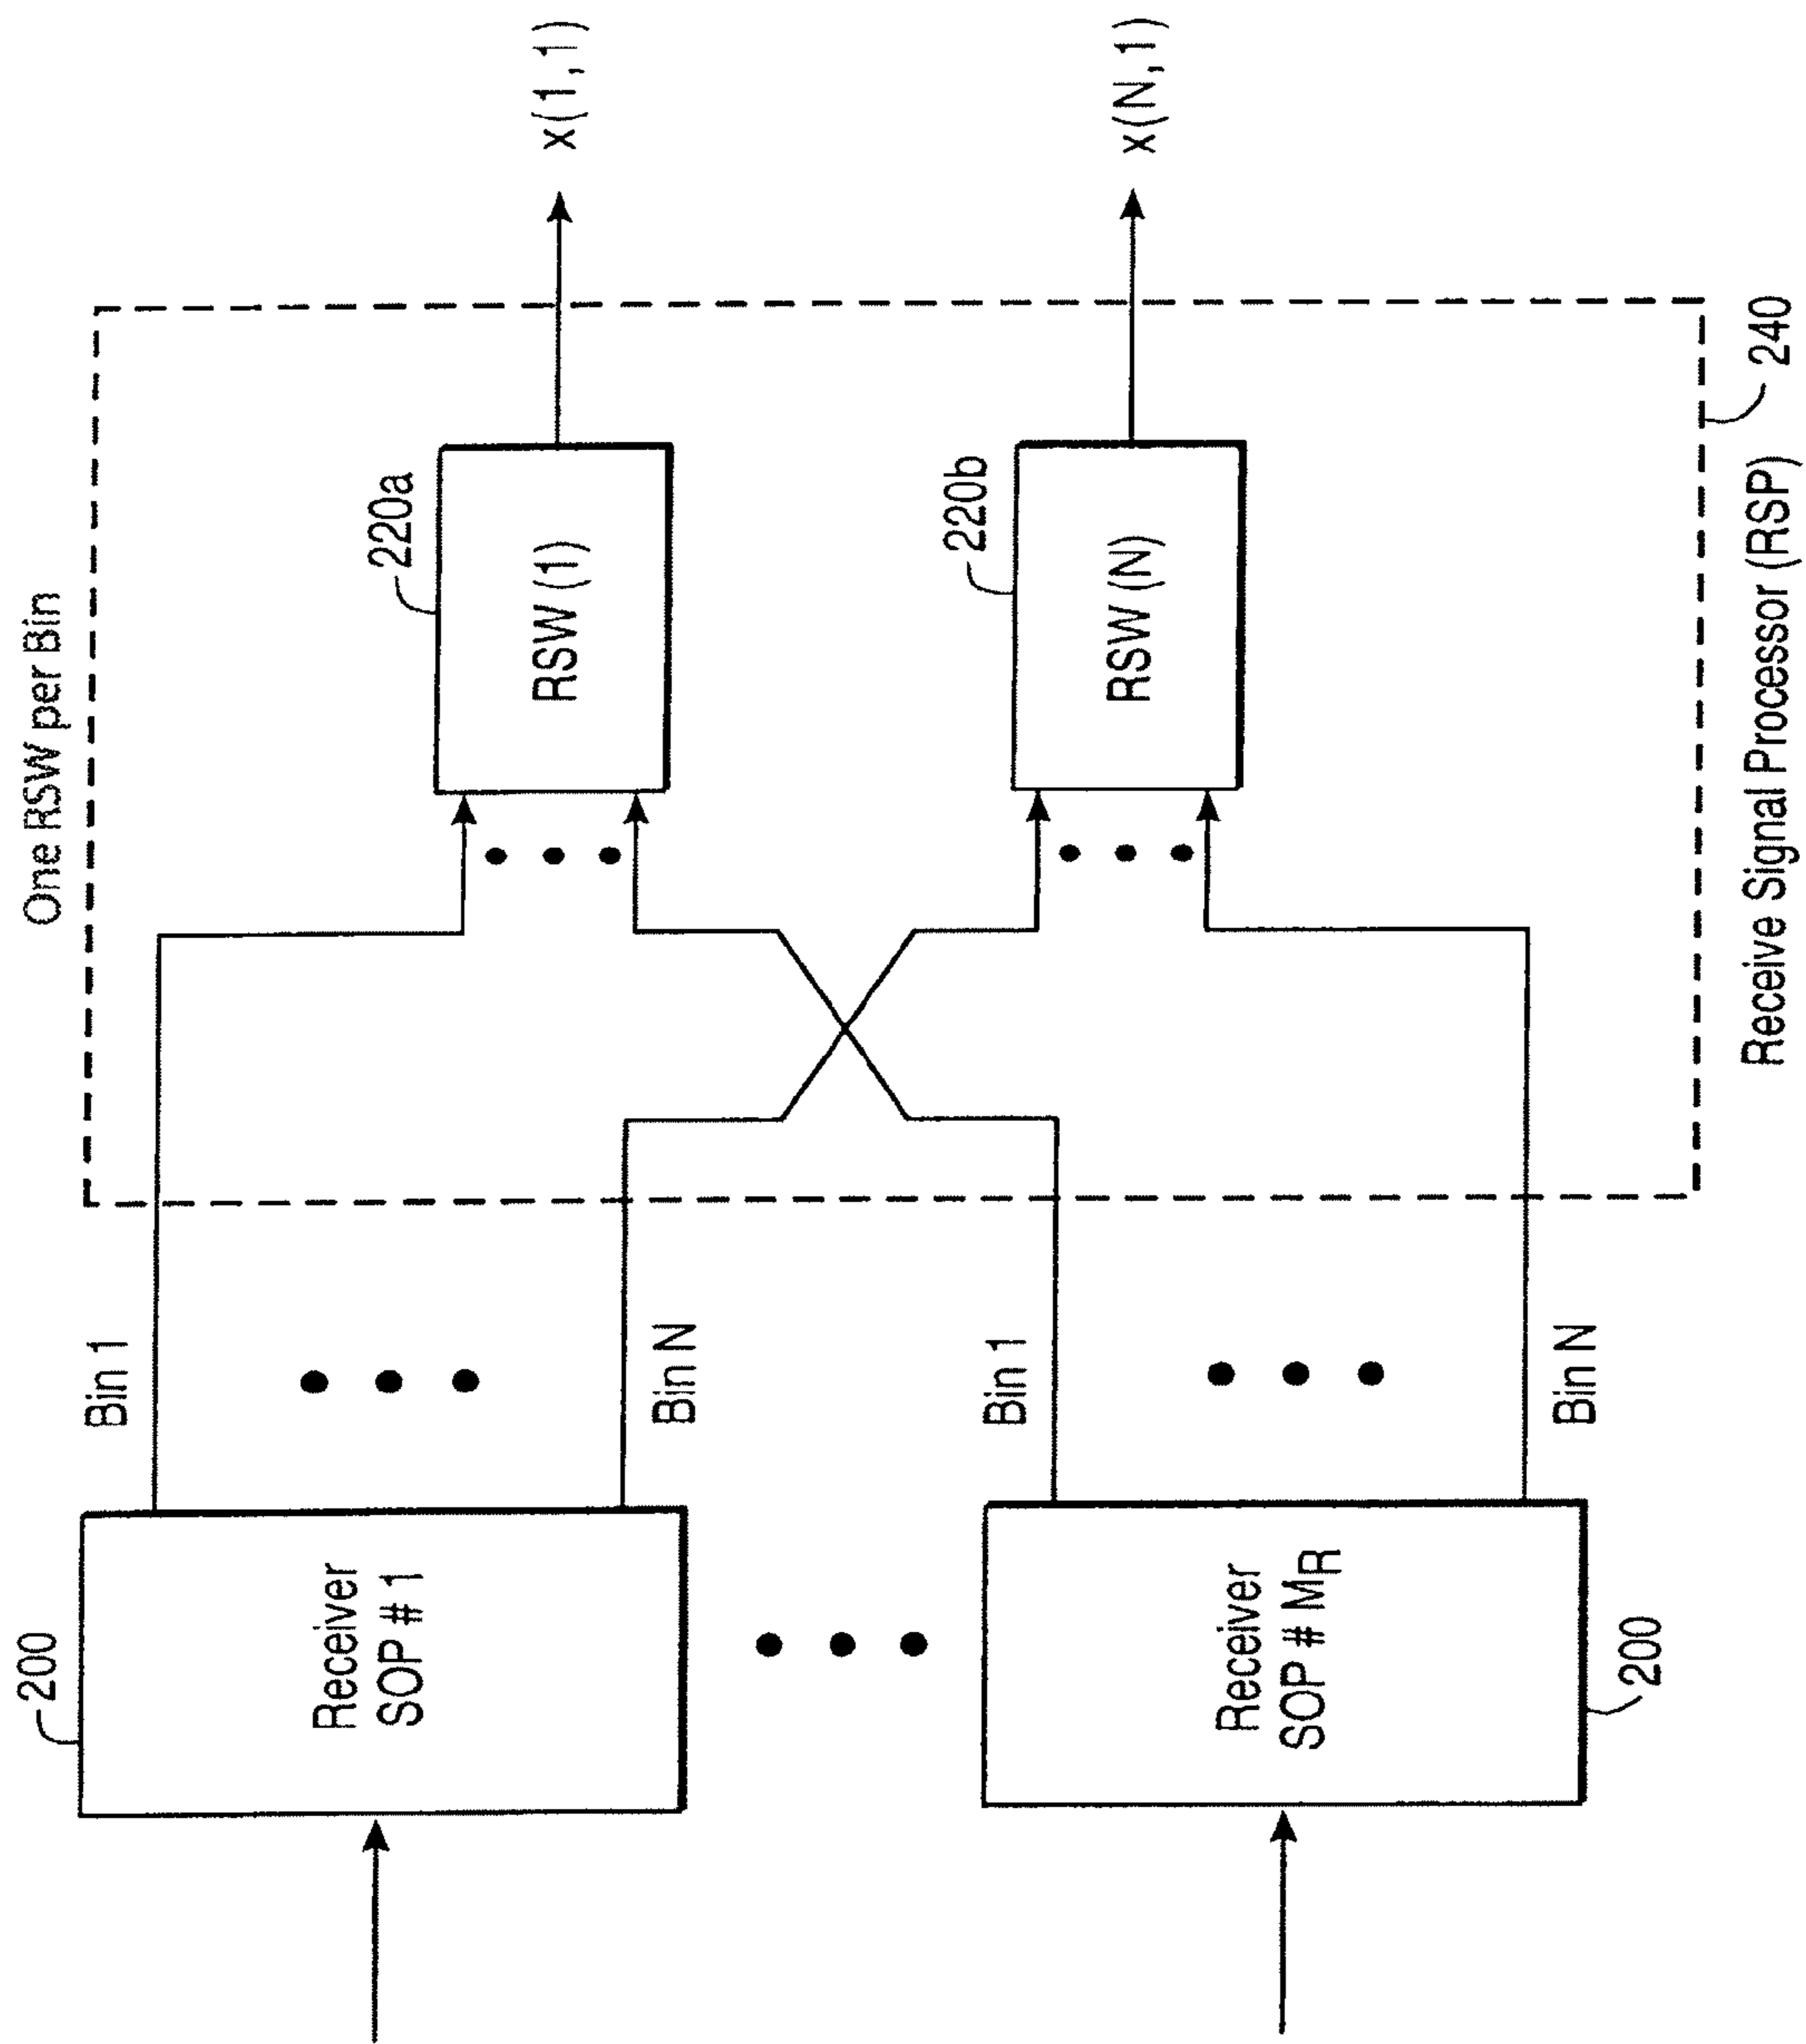 One RSW per Bin
200
Receiver
SOP # 1
Bin 1
Bin N
220a
RSW (1)
x(1,1)
Receiver
SOP # MR
200
Bin 1
Bin N
220b
RSW (N)
x(N,1)
240
Receive Signal Processor (RSP)